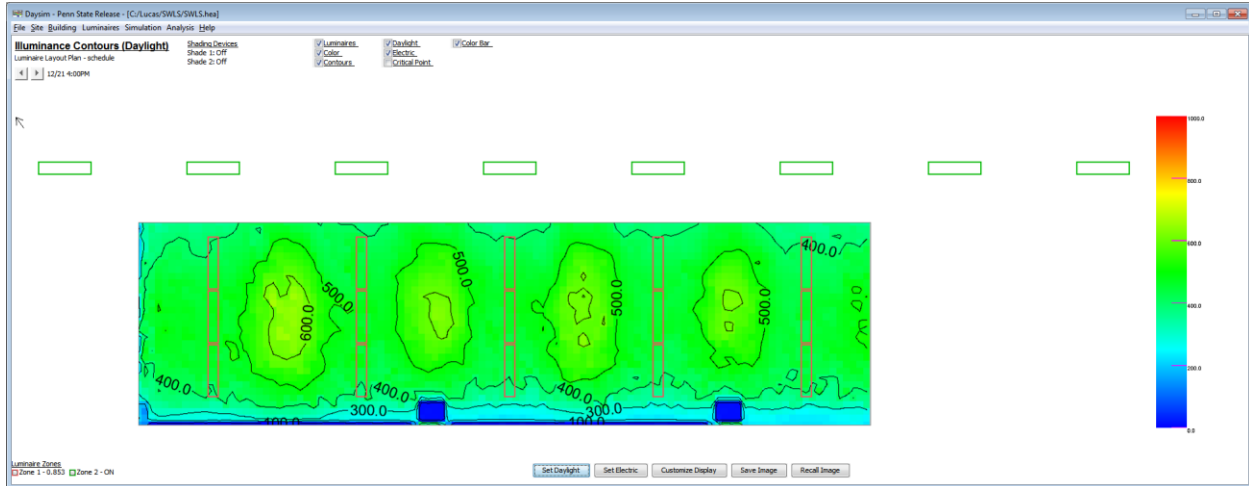 Daysim - Penn State Release - [C:/Lucas/SWLS/SWLS.hea]
File Site Building Luminaires Simulation Analysis Help
Illuminance Contours (Daylight)
Luminaire Layout Plan - schedule
12/21 4:00PM
Shading Devices
Shade 1: Off
Shade 2: Off
Luminaires
Color
Contours
Daylight
Electric
Critical Point
Color Bar
1000.0
800.0
600.0
400.0
200.0
0.0
400.0
500.0
500.0
600.0
500.0
500.0
400.0
400.0
400.0
300.0
300.0
100.0
100.0
Luminaire Zones
Zone 1 - 0.853 Zone 2 - ON
Set Daylight Set Electric Customize Display Save Image Recall Image